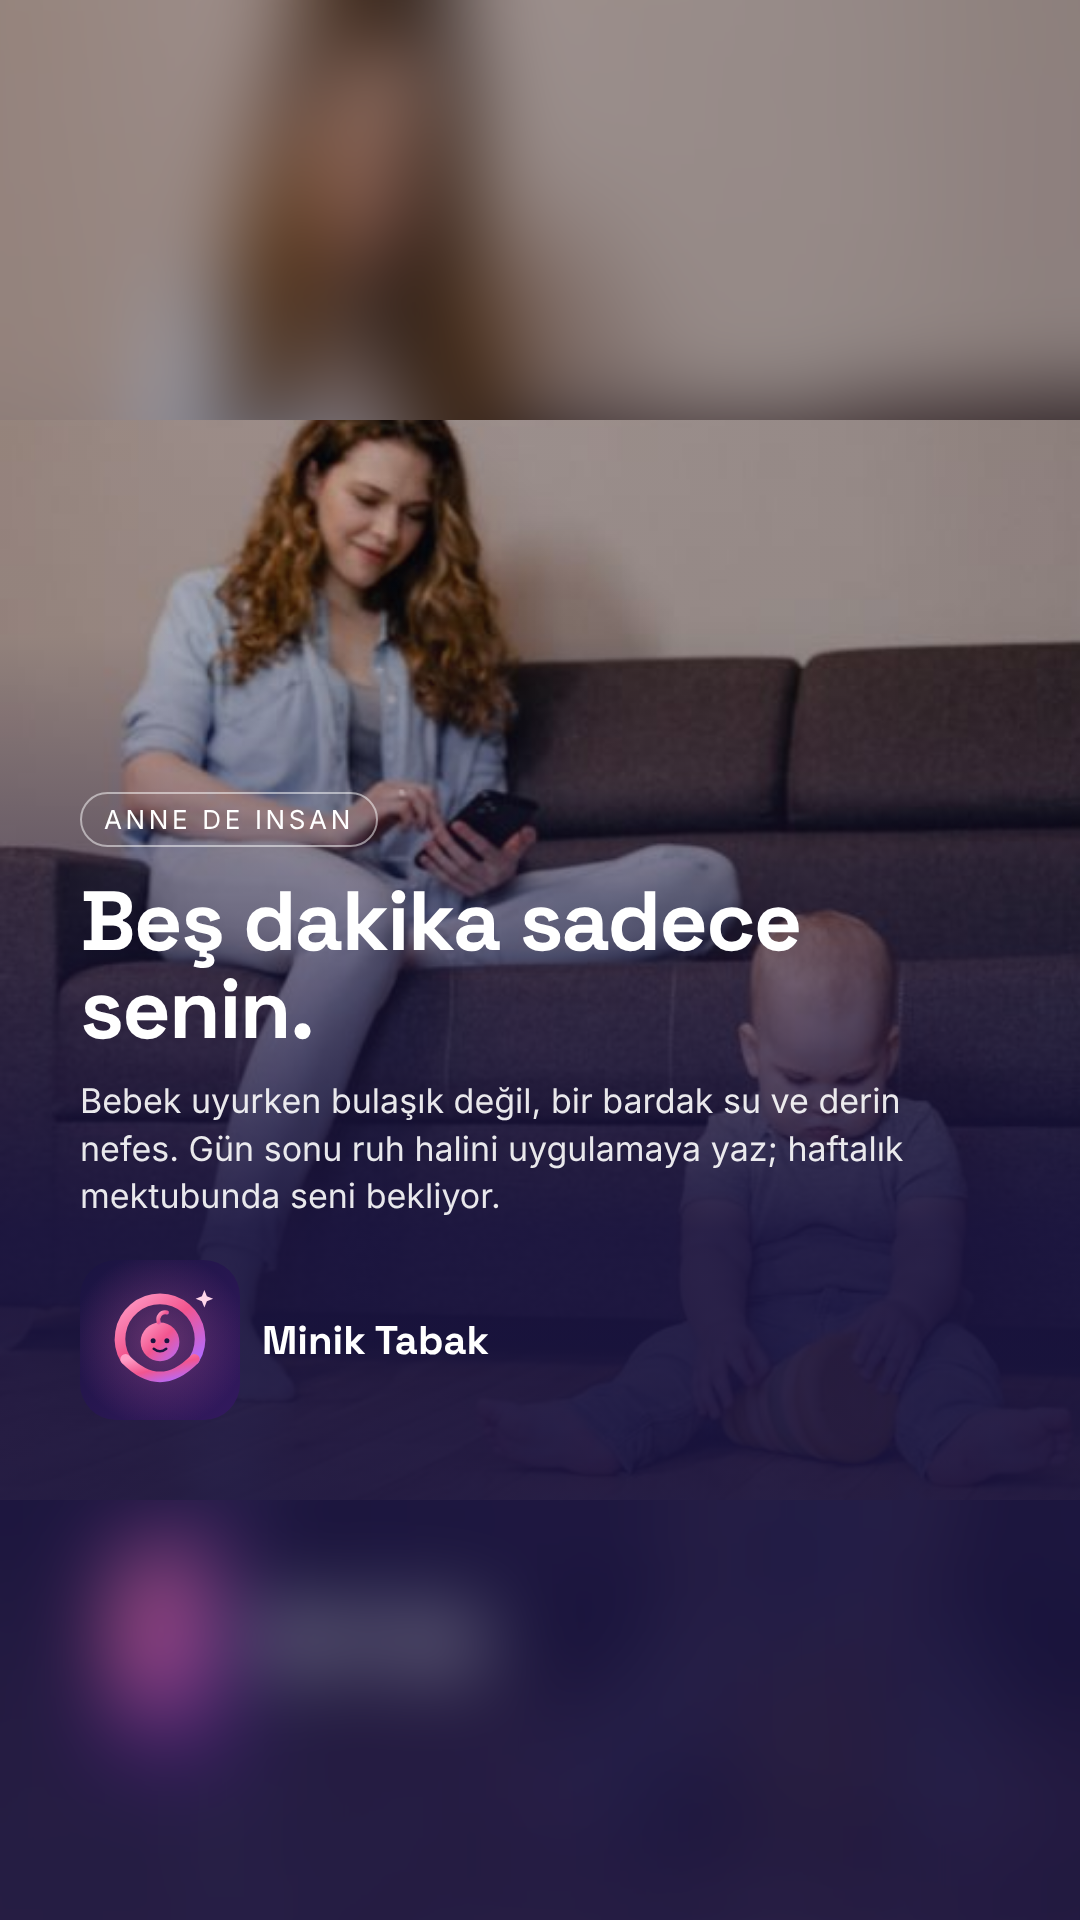 ANNE DE INSAN
Beş dakika sadece
senin.
Bebek uyurken bulaşık değil, bir bardak su ve derin
nefes. Gün sonu ruh halini uygulamaya yaz; haftalık
mektubunda seni bekliyor.
Minik Tabak